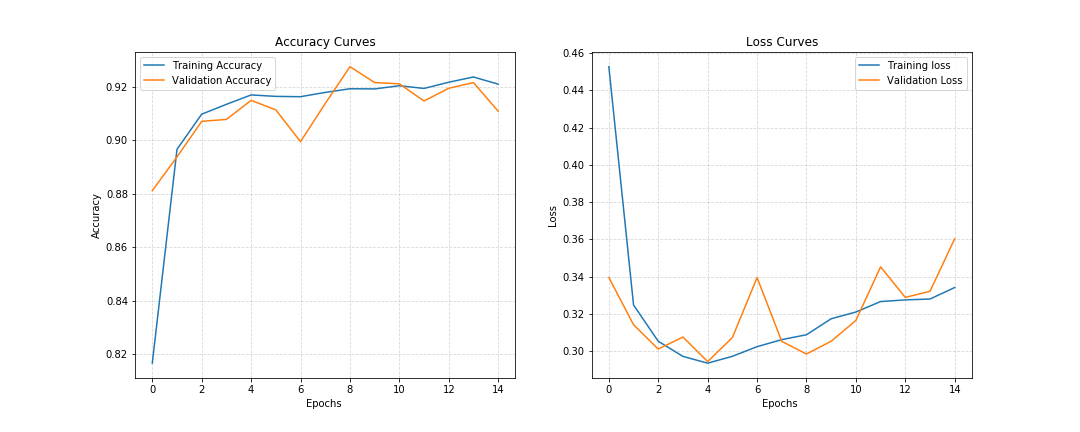 Accuracy Curves
Training Accuracy
Validation Accuracy
0.92
0.90
0.88
0.86
0.84
0.82
Accuracy
0 2 4 6 8 10 12 14
Epochs
Loss Curves
Training loss
Validation Loss
0.46
0.44
0.42
0.40
0.38
0.36
0.34
0.32
0.30
Loss
0 2 4 6 8 10 12 14
Epochs